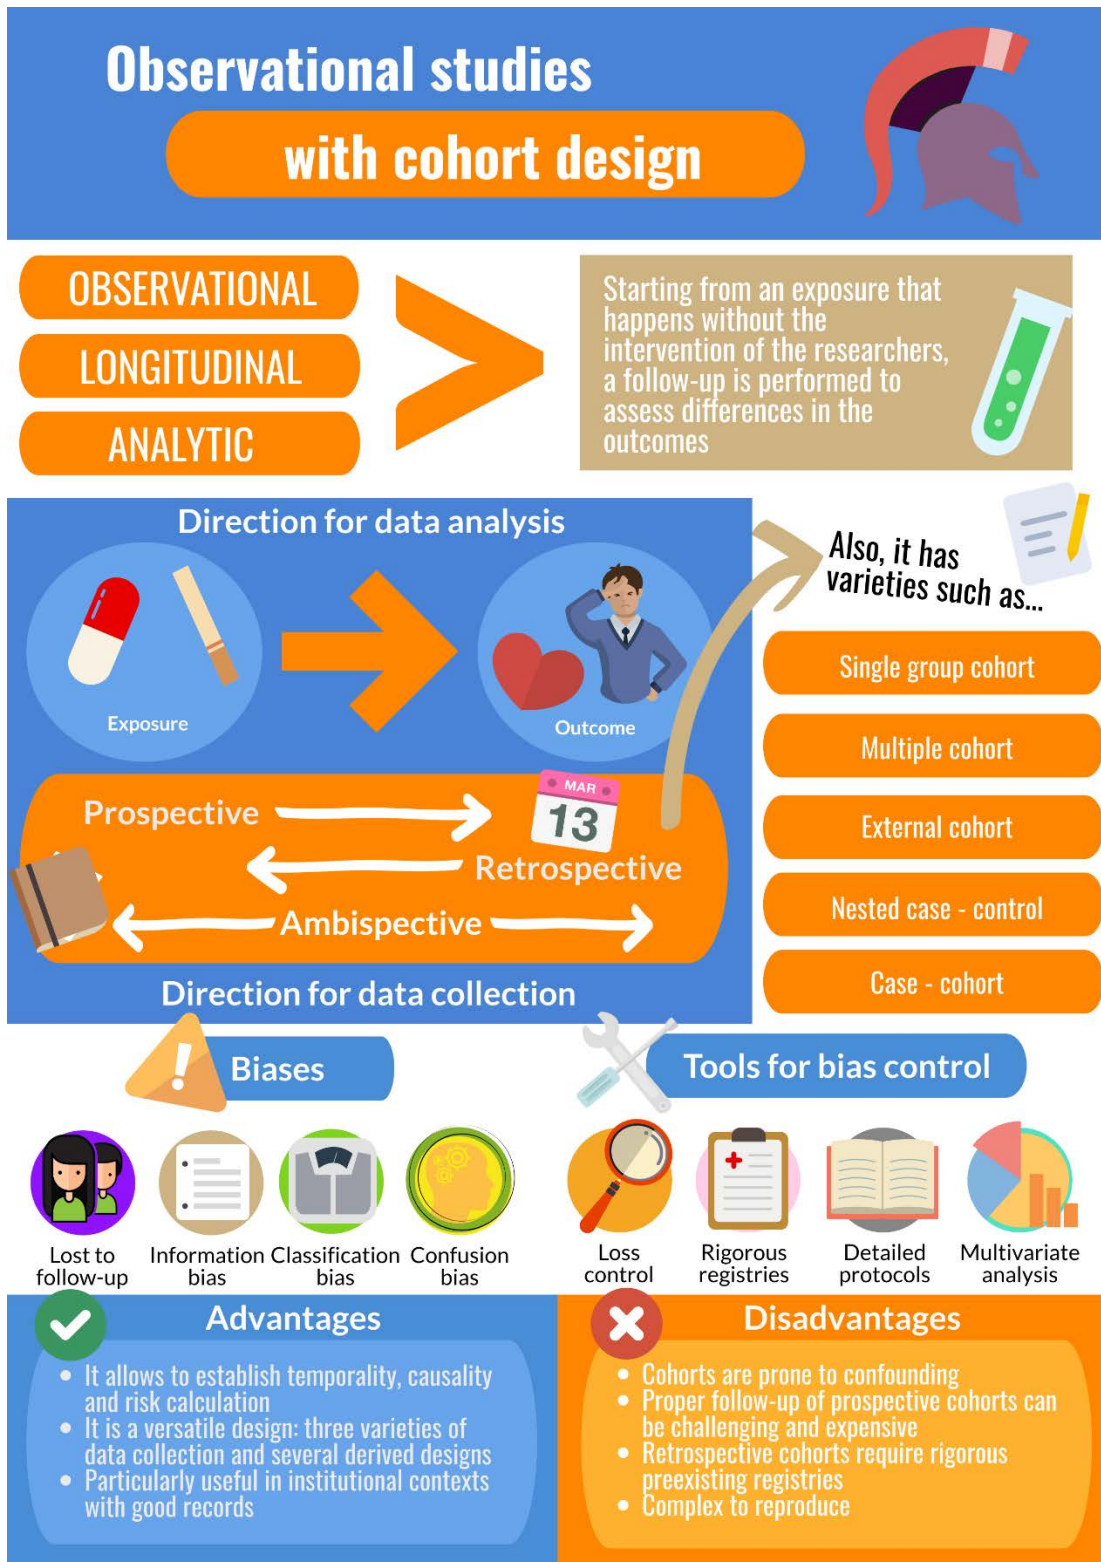 Observational studies
with cohort design
OBSERVATIONAL
LONGITUDINAL
ANALYTIC
Starting from an exposure that
happens without the
intervention of the researchers,
a follow-up is performed to
assess differences in the
outcomes
Direction for data analysis
Exposure
Outcome
Prospective
MAR
13
Retrospective
Ambispective
Direction for data collection
Also, it has
varieties such as...
Single group cohort
Multiple cohort
External cohort
Nested case - control
Case - cohort
Biases
Lost to
follow-up
Information
bias
Classification
bias
Confusion
bias
Tools for bias control
Loss
control
Rigorous
registries
Detailed
protocols
Multivariate
analysis
Advantages
• It allows to establish temporality, causality
and risk calculation
• It is a versatile design: three varieties of
data collection and several derived designs
• Particularly useful in institutional contexts
with good records
Disadvantages
• Cohorts are prone to confounding
• Proper follow-up of prospective cohorts can
be challenging and expensive
• Retrospective cohorts require rigorous
preexisting registries
• Complex to reproduce